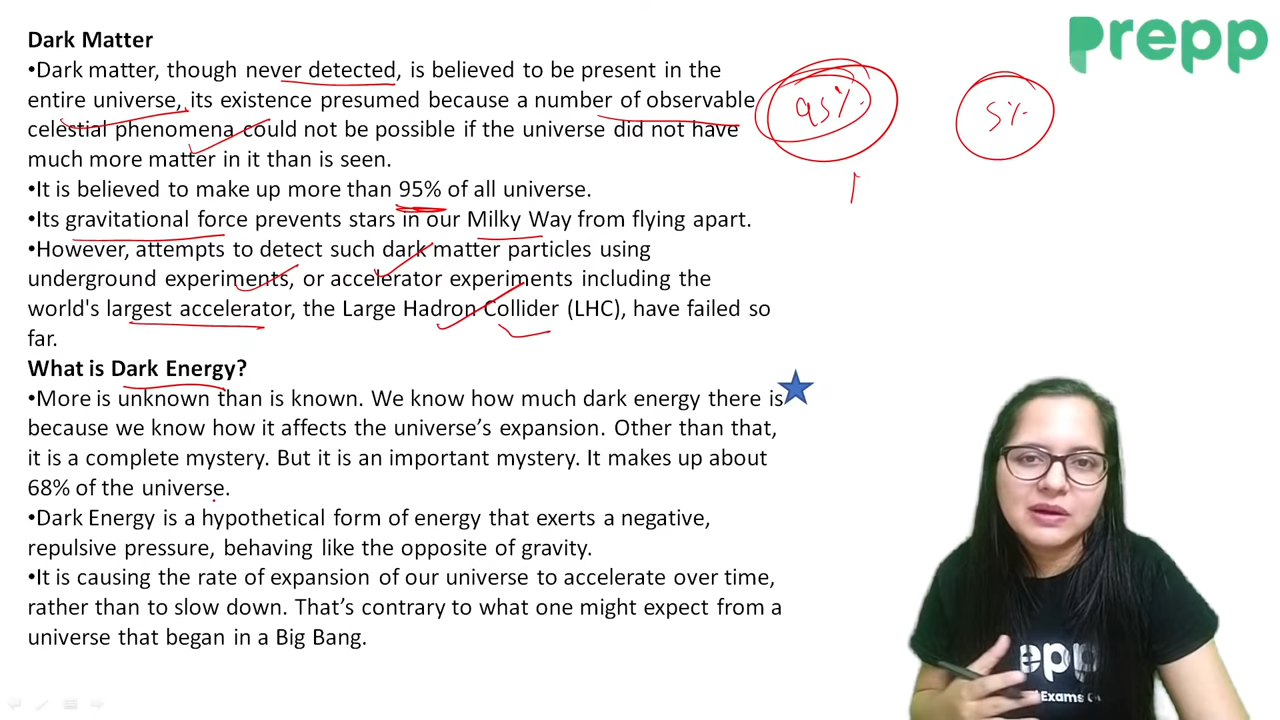 Dark Matter
•Dark matter, though never detected, is believed to be present in the
entire universe, its existence presumed because a number of observable
celestial phenomena could not be possible if the universe did not have
much more matter in it than is seen.
•It is believed to make up more than 95% of all universe.
•Its gravitational force prevents stars in our Milky Way from flying apart.
•However, attempts to detect such dark matter particles using
underground experiments, or accelerator experiments including the
world's largest accelerator, the Large Hadron Collider (LHC), have failed so
far.
What is Dark Energy?
•More is unknown than is known. We know how much dark energy there is
because we know how it affects the universe's expansion. Other than that,
it is a complete mystery. But it is an important mystery. It makes up about
68% of the universe.
•Dark Energy is a hypothetical form of energy that exerts a negative,
repulsive pressure, behaving like the opposite of gravity.
•It is causing the rate of expansion of our universe to accelerate over time,
rather than to slow down. That's contrary to what one might expect from a
universe that began in a Big Bang.
95%
5%
Prepp
epp
Exams